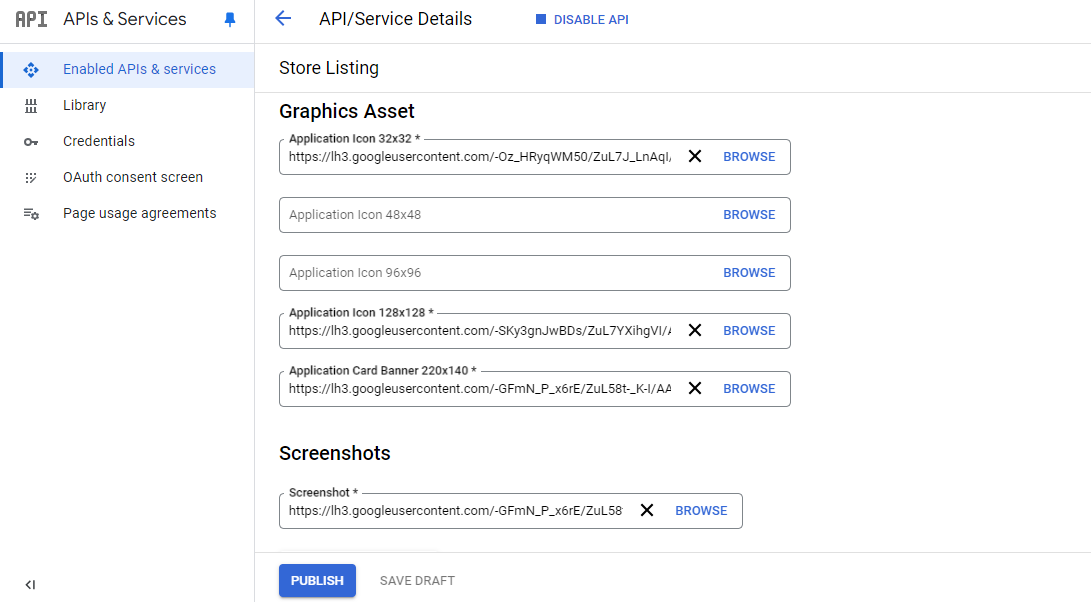 API APIs & Services
Enabled APIs & services
Library
Credentials
OAuth consent screen
Page usage agreements
API/Service Details
DISABLE API
Store Listing
Graphics Asset
Application Icon 32x32 *
https://lh3.googleusercontent.com/-Oz_HRyqWM50/ZuL7J_LnAqI/ BROWSE
Application Icon 48x48 BROWSE
Application Icon 96x96 BROWSE
Application Icon 128x128 *
https://lh3.googleusercontent.com/-SKy3gnJwBDs/ZuL7YXihgVI/A BROWSE
Application Card Banner 220x140 *
https://lh3.googleusercontent.com/-GFmN_P_x6rE/ZuL58t-_K-I/AA BROWSE
Screenshots
Screenshot *
https://lh3.googleusercontent.com/-GFmN_P_x6rE/ZuL58 BROWSE
PUBLISH SAVE DRAFT